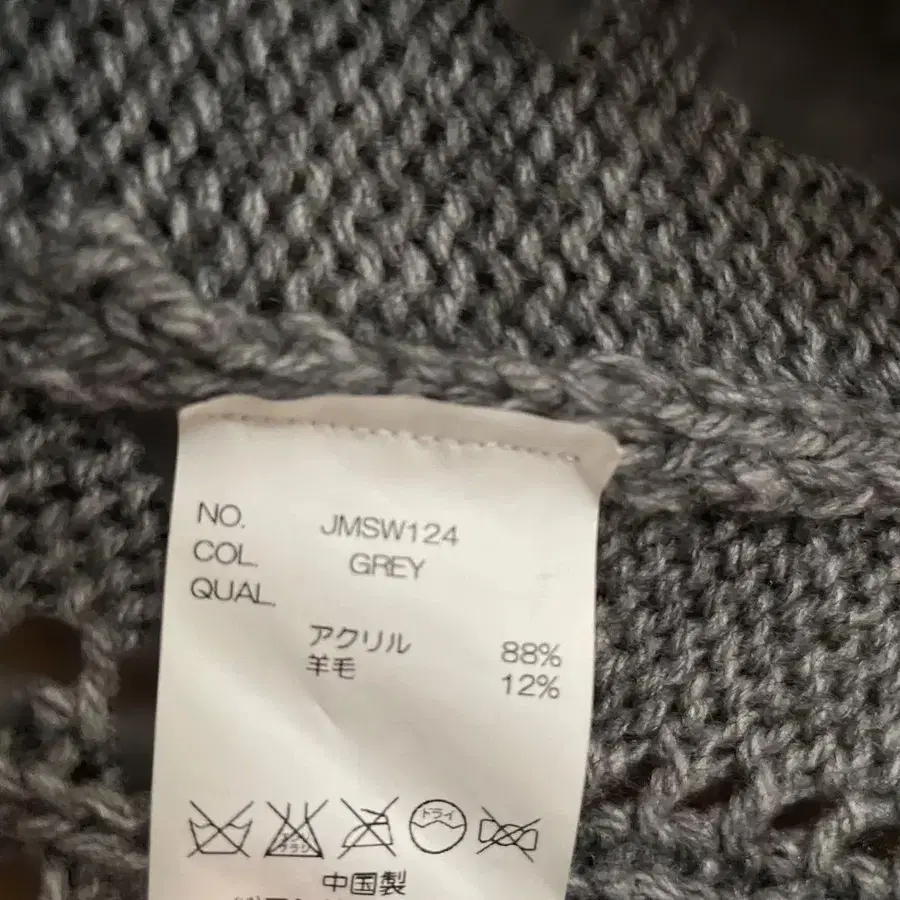 NO. JMSW124
COL. GREY
QUAL.
アクリル 88%
羊毛 12%
ドライ
中国製